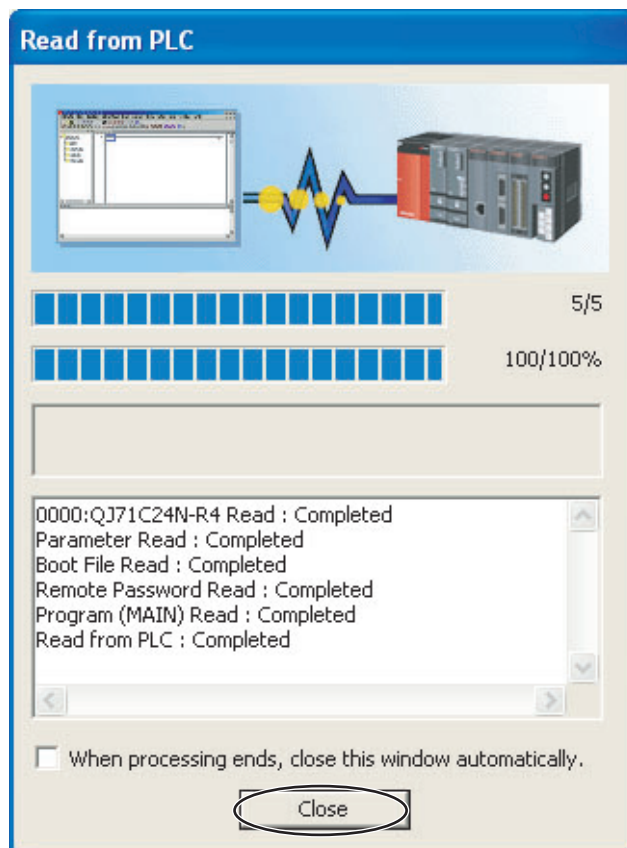 Read from PLC
5/5
100/100%
0000:QJ71C24N-R4 Read : Completed
Parameter Read : Completed
Boot File Read : Completed
Remote Password Read : Completed
Program (MAIN) Read : Completed
Read from PLC : Completed
When processing ends, close this window automatically.
Close